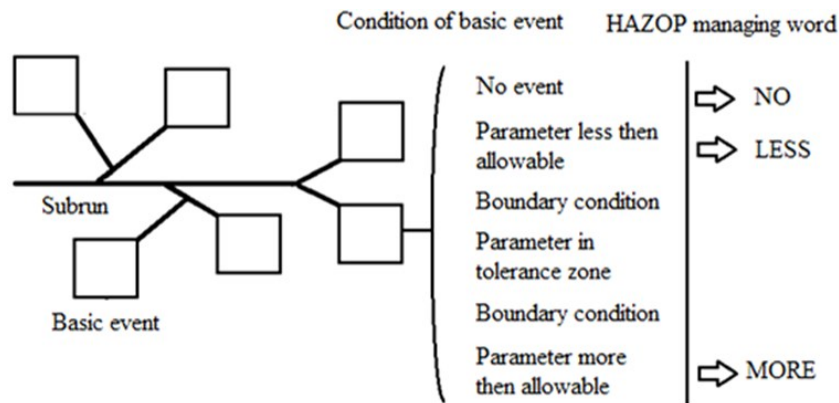 Condition of basic event HAZOP managing word
No event
NO
Parameter less then
allowable
LESS
Subrun
Boundary condition
Parameter in
tolerance zone
Basic event
Boundary condition
Parameter more
then allowable
MORE